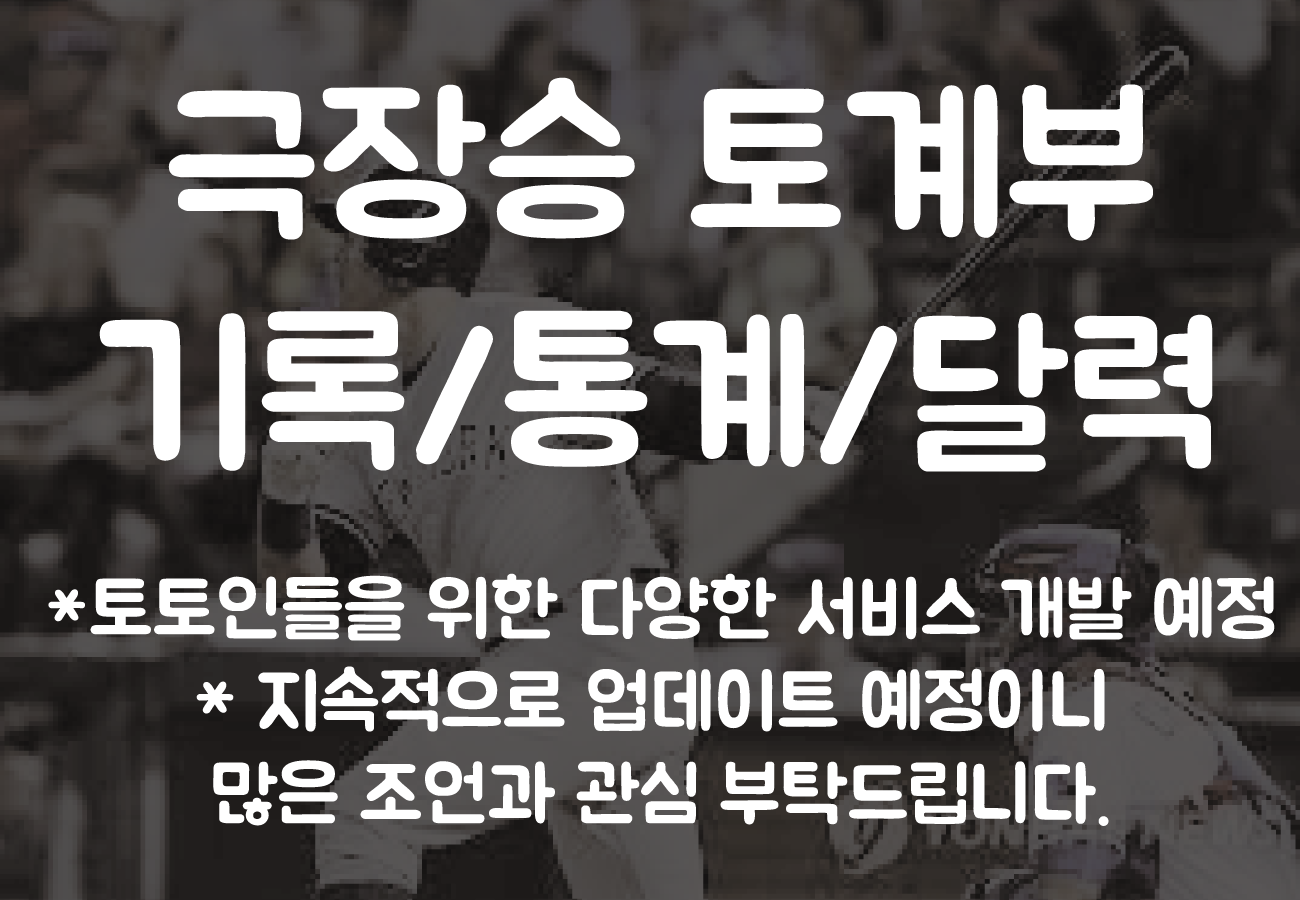 극장승 토계부
기록/통계/달력
*토토인들을 위한 다양한 서비스 개발 예정
* 지속적으로 업데이트 예정이니
많은 조언과 관심 부탁드립니다.